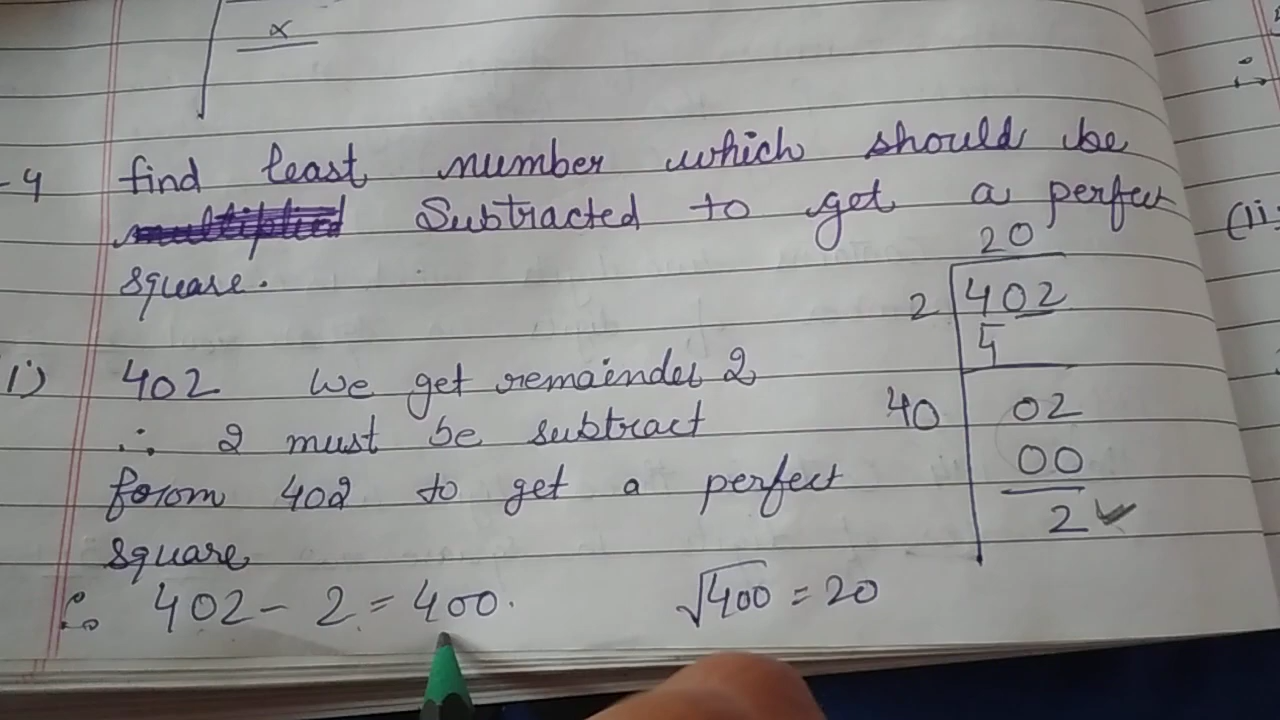 x
-4 find least number which should be
multiplied Subtracted to get a perfect
square.
i) 402 We get remainder 2
∴ 2 must be subtract
forom 402 to get a perfect
square
∴ 402 - 2 = 400. √400 = 20
20
2 402
4
40 02
00
2 ✓
(ii